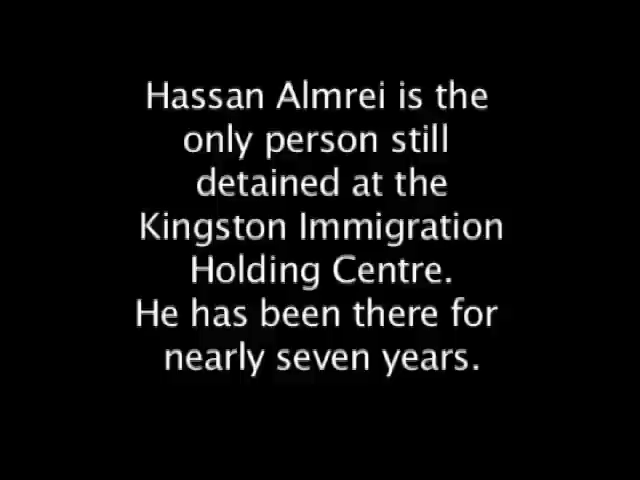 Hassan Almrei is the
only person still
detained at the
Kingston Immigration
Holding Centre.
He has been there for
nearly seven years.